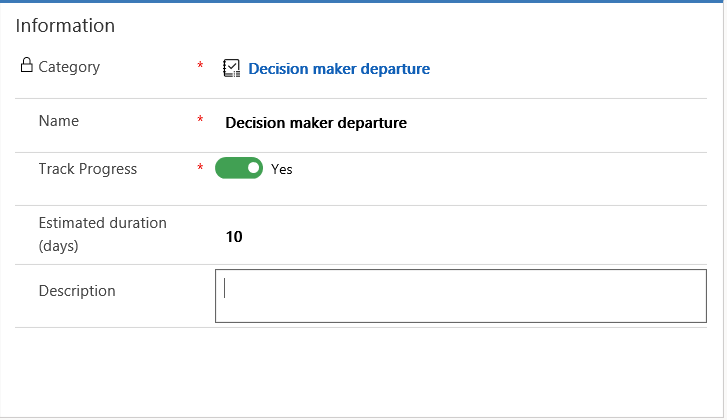 Information
Category * Decision maker departure
Name * Decision maker departure
Track Progress * Yes
Estimated duration
(days) 10
Description